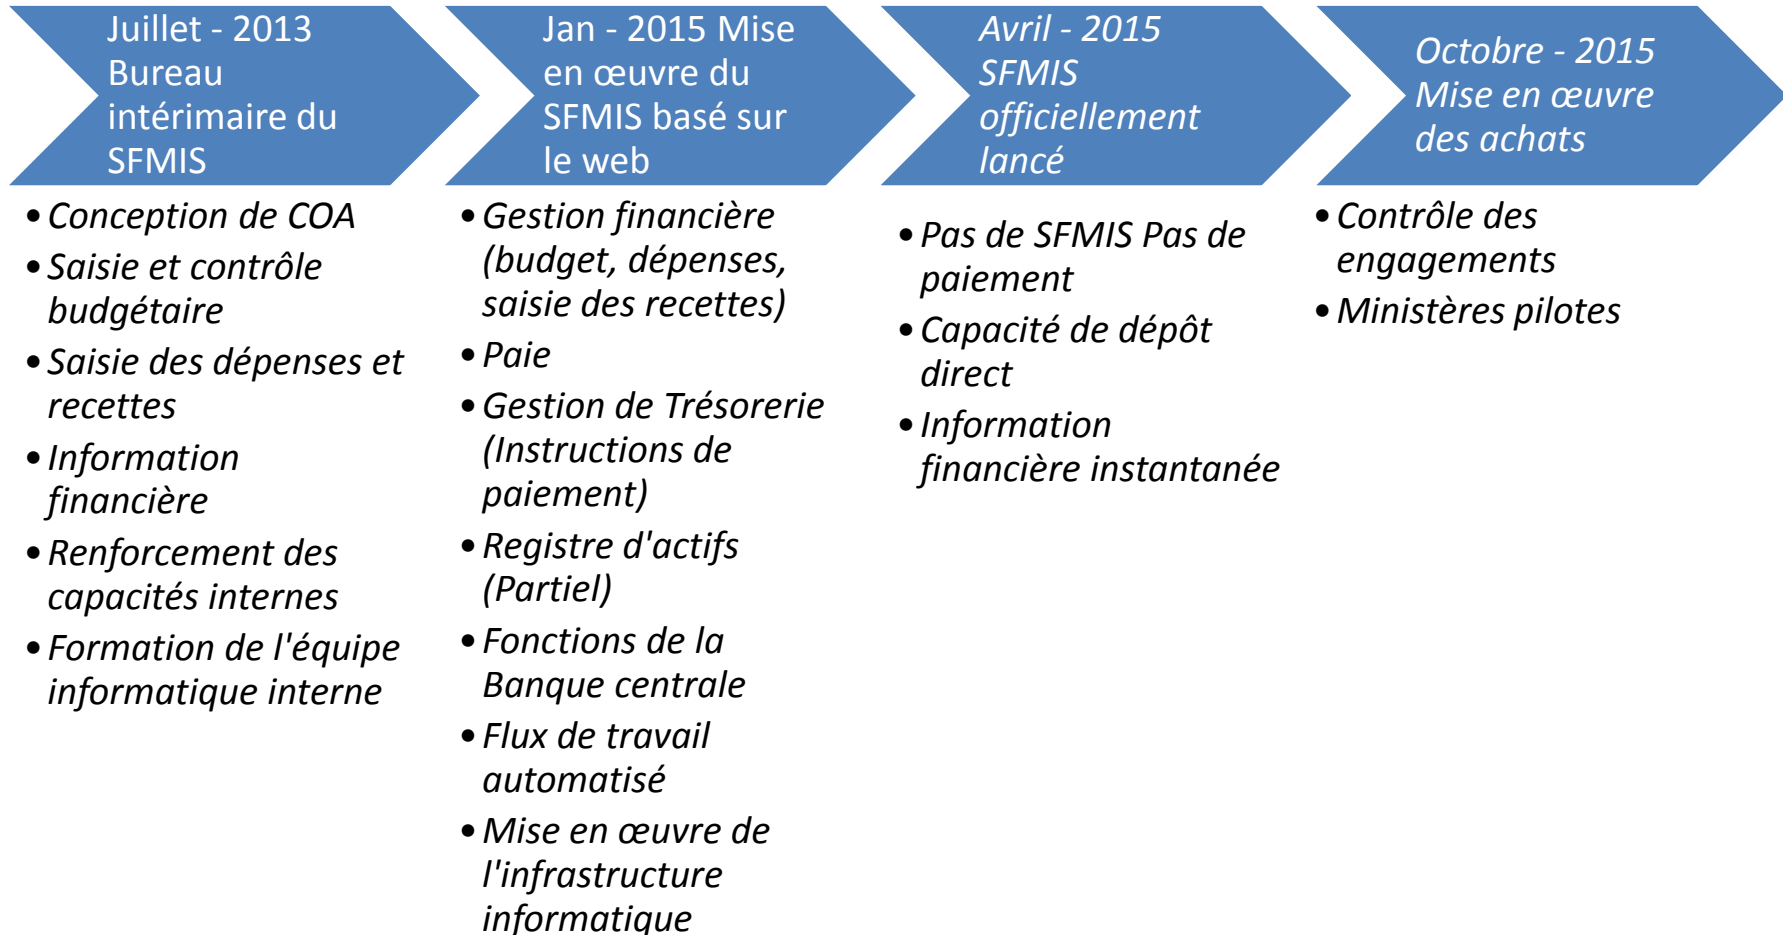 Juillet - 2013
Bureau
intérimaire du
SFMIS
• Conception de COA
• Saisie et contrôle
budgétaire
• Saisie des dépenses et
recettes
• Information
financière
• Renforcement des
capacités internes
• Formation de l'équipe
informatique interne
Jan - 2015 Mise
en œuvre du
SFMIS basé sur
le web
• Gestion financière
(budget, dépenses,
saisie des recettes)
• Paie
• Gestion de Trésorerie
(Instructions de
paiement)
• Registre d'actifs
(Partiel)
• Fonctions de la
Banque centrale
• Flux de travail
automatisé
• Mise en œuvre de
l'infrastructure
informatique
Avril - 2015
SFMIS
officiellement
lancé
• Pas de SFMIS Pas de
paiement
• Capacité de dépôt
direct
• Information
financière instantanée
Octobre - 2015
Mise en œuvre
des achats
• Contrôle des
engagements
• Ministères pilotes